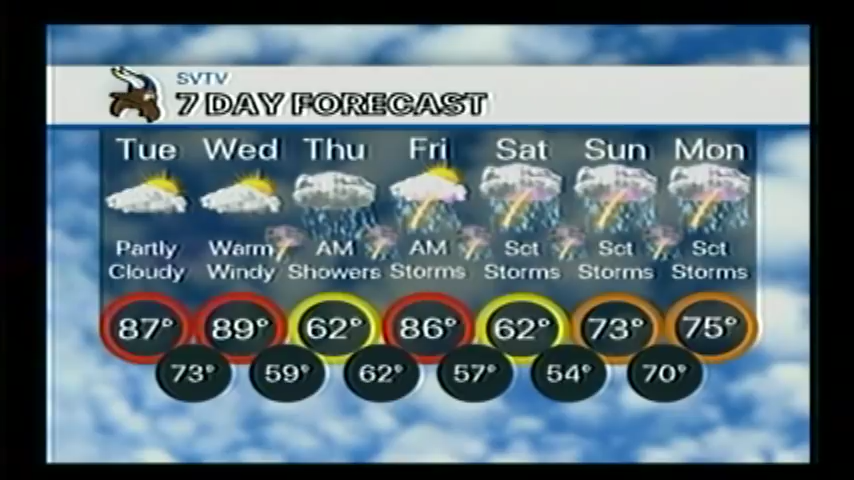 SVTV
7 DAY FORECAST
Tue Wed Thu Fri Sat Sun Mon
Partly Warm AM AM Sct Sct Sct
Cloudy Windy Showers Storms Storms Storms Storms
87° 89° 62° 86° 62° 73° 75°
73° 59° 62° 57° 54° 70°